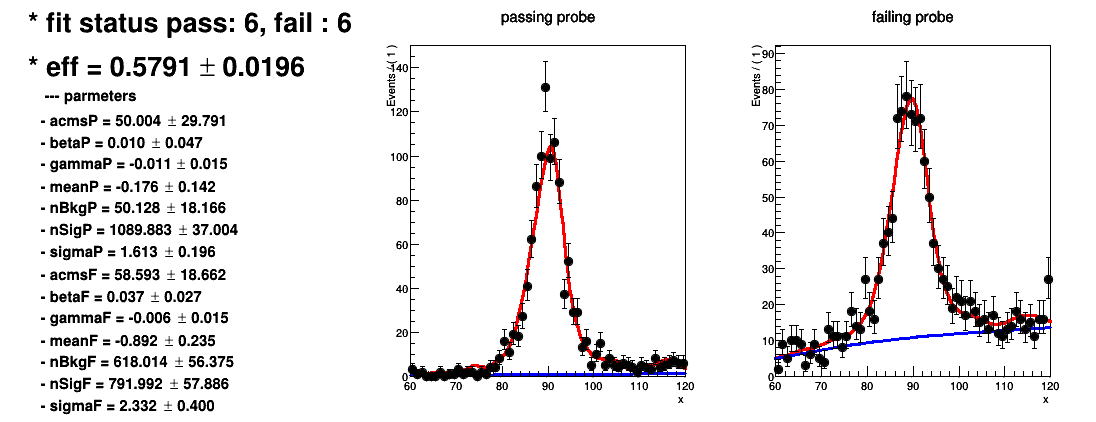 * fit status pass: 6, fail : 6
* eff = 0.5791 ± 0.0196
--- parmeters
- acmsP = 50.004 ± 29.791
- betaP = 0.010 ± 0.047
- gammaP = -0.011 ± 0.015
- meanP = -0.176 ± 0.142
- nBkgP = 50.128 ± 18.166
- nSigP = 1089.883 ± 37.004
- sigmaP = 1.613 ± 0.196
- acmsF = 58.593 ± 18.662
- betaF = 0.037 ± 0.027
- gammaF = -0.006 ± 0.015
- meanF = -0.892 ± 0.235
- nBkgF = 618.014 ± 56.375
- nSigF = 791.992 ± 57.886
- sigmaF = 2.332 ± 0.400
passing probe
Events / ( 1 )
140
120
100
80
60
40
20
0
60 70 80 90 100 110 120
x
failing probe
Events / ( 1 )
90
80
70
60
50
40
30
20
10
0
60 70 80 90 100 110 120
x